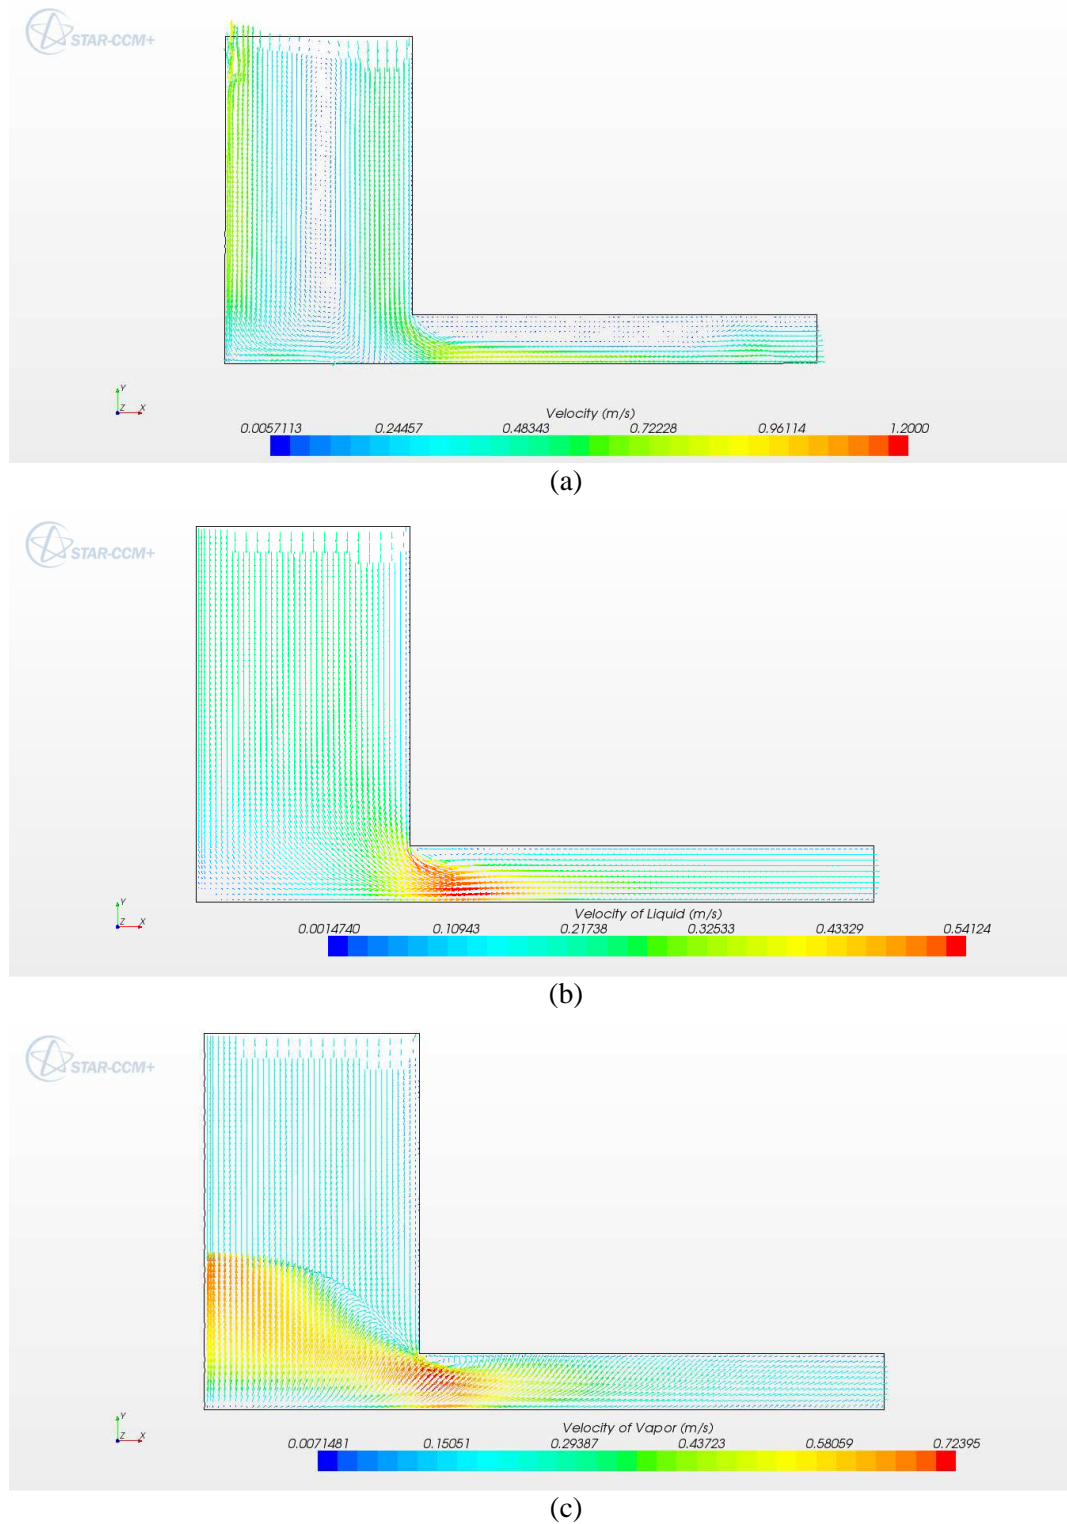 STAR-CCM+
Y
Z X
Velocity (m/s)
0.0057113 0.24457 0.48343 0.72228 0.96114 1.2000
(a)
STAR-CCM+
Y
Z X
Velocity of Liquid (m/s)
0.0014740 0.10943 0.21738 0.32533 0.43329 0.54124
(b)
STAR-CCM+
Y
Z X
Velocity of Vapor (m/s)
0.0071481 0.15051 0.29387 0.43723 0.58059 0.72395
(c)